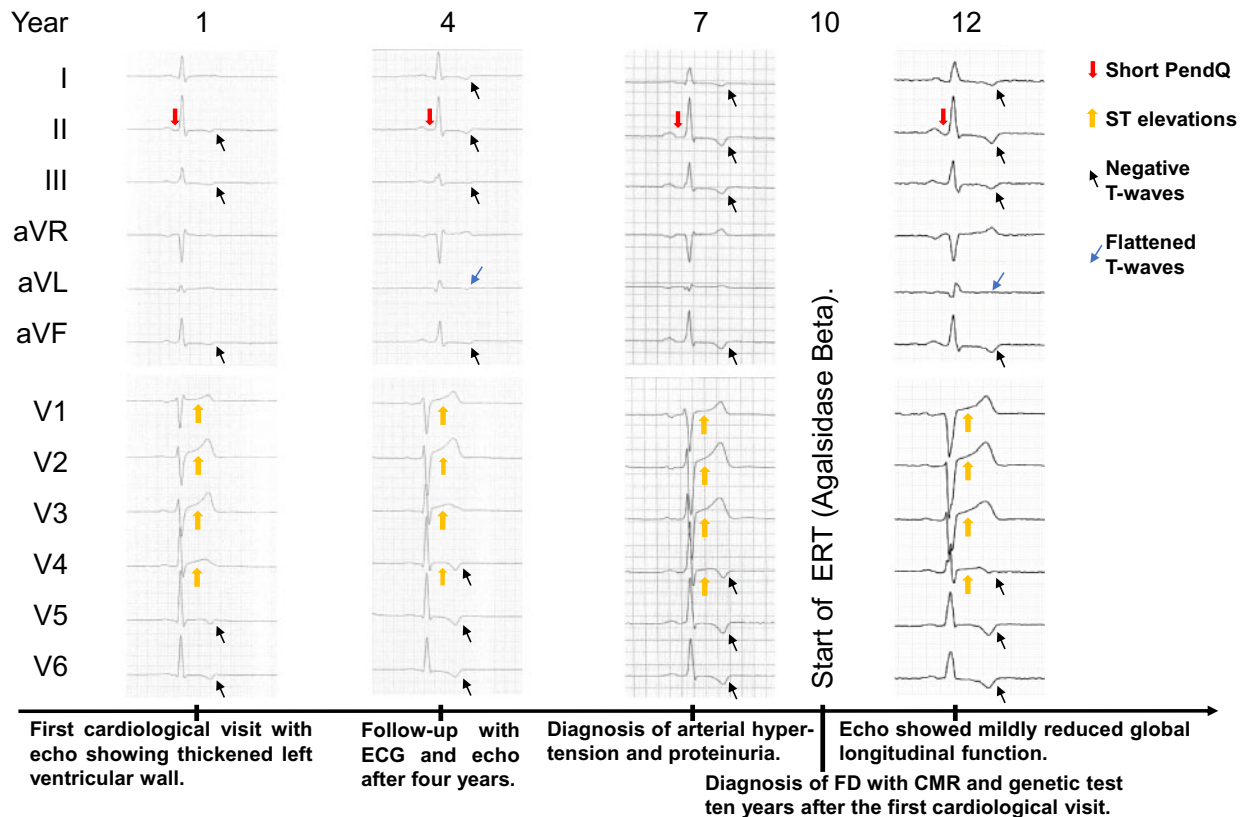 Year 1 4 7 10 12
I
II
III
aVR
aVL
aVF
V1
V2
V3
V4
V5
V6
Short PendQ
ST elevations
Negative
T-waves
Flattened
T-waves
Start of ERT (Agalsidase Beta).
First cardiological visit with
echo showing thickened left
ventricular wall.
Follow-up with
ECG and echo
after four years.
Diagnosis of arterial hyper-
tension and proteinuria.
Echo showed mildly reduced global
longitudinal function.
Diagnosis of FD with CMR and genetic test
ten years after the first cardiological visit.